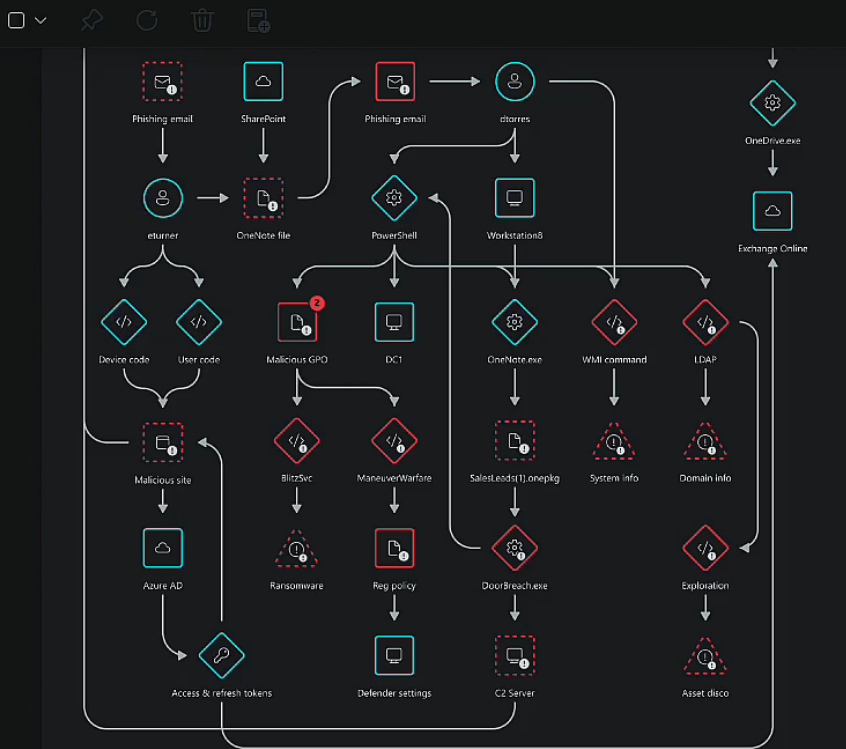 Phishing email
SharePoint
Phishing email
dtorres
OneDrive.exe
eturner
OneNote file
PowerShell
Workstation8
Exchange Online
2
Device code
User code
Malicious GPO
DC1
OneNote.exe
WMI command
LDAP
Malicious site
BlitzSvc
ManeuverWarfare
SalesLeads(1).onepkg
System info
Domain info
Azure AD
Ransomware
Reg policy
DoorBreach.exe
Exploration
Access & refresh tokens
Defender settings
C2 Server
Asset disco